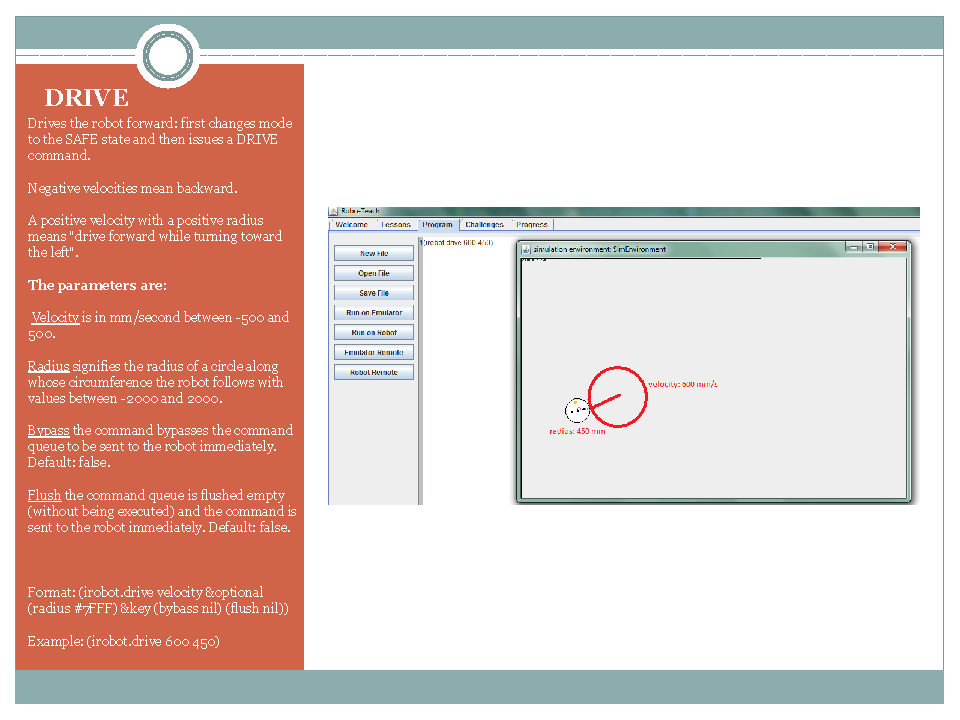 DRIVE
Drives the robot forward: first changes mode
to the SAFE state and then issues a DRIVE
command.
Negative velocities mean backward.
A positive velocity with a positive radius
means "drive forward while turning toward
the left".
The parameters are:
Velocity is in mm/second between -500 and
500.
Radius signifies the radius of a circle along
whose circumference the robot follows with
values between -2000 and 2000.
Bypass the command bypasses the command
queue to be sent to the robot immediately.
Default: false.
Flush the command queue is flushed empty
(without being executed) and the command is
sent to the robot immediately. Default: false.
Format: (irobot.drive velocity &optional
(radius #7FFF) &key (bybass nil) (flush nil))
Example: (irobot.drive 600 450)
Robo-Teach
Welcome Lessons Program Challenges Progress
New File
Open File
Save File
Run on Emulator
Run on Robot
Emulator Remote
Robot Remote
(irobot.drive 600 450)
simulation environment: SimEnvironment
velocity: 600 mm/s
radius: 450 mm